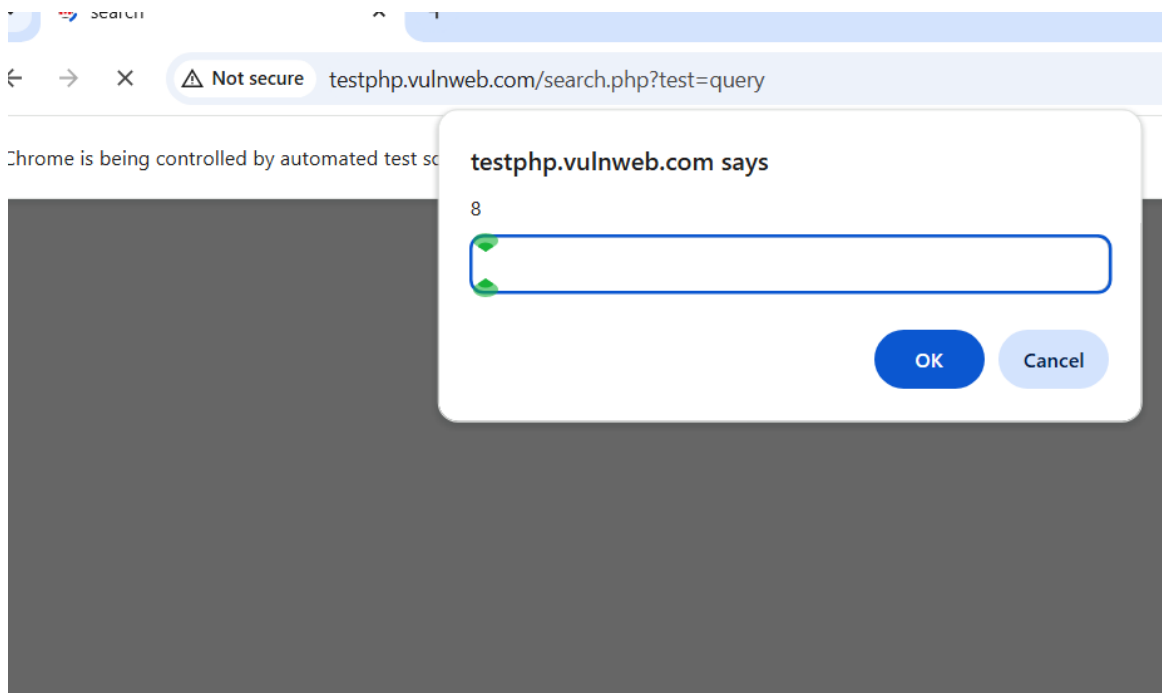 search
Not secure testphp.vulnweb.com/search.php?test=query
Chrome is being controlled by automated test
testphp.vulnweb.com says
8
OK Cancel